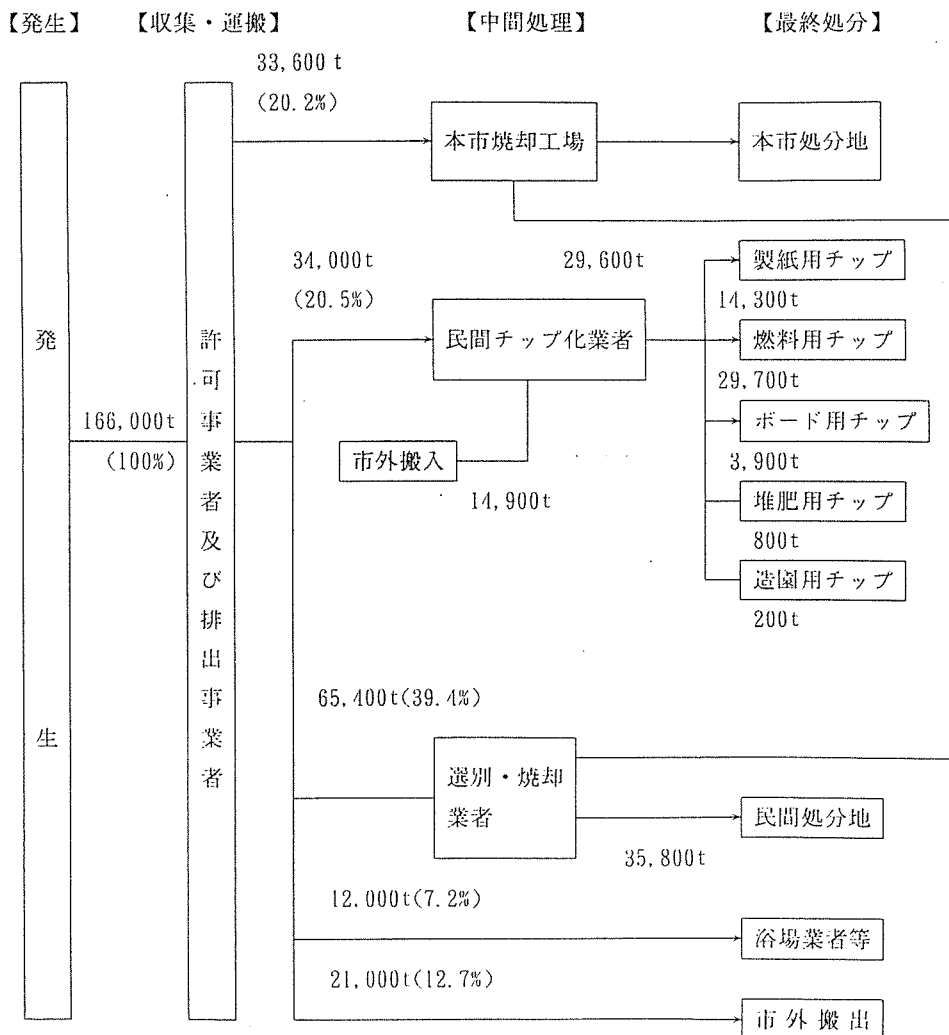 【発生】 【収集・運搬】 【中間処理】 【最終処分】
33,600t
(20.2%)
本市焼却工場
本市処分地
34,000t
(20.5%)
29,600t
製紙用チップ
14,300t
民間チップ化業者
燃料用チップ
29,700t
ボード用チップ
3,900t
市外搬入
14,900t
堆肥用チップ
800t
造園用チップ
200t
発生
166,000t
(100%)
許可事業者及び排出事業者
65,400t(39.4%)
選別・焼却
業者
民間処分地
35,800t
12,000t(7.2%)
浴場業者等
21,000t(12.7%)
市外搬出